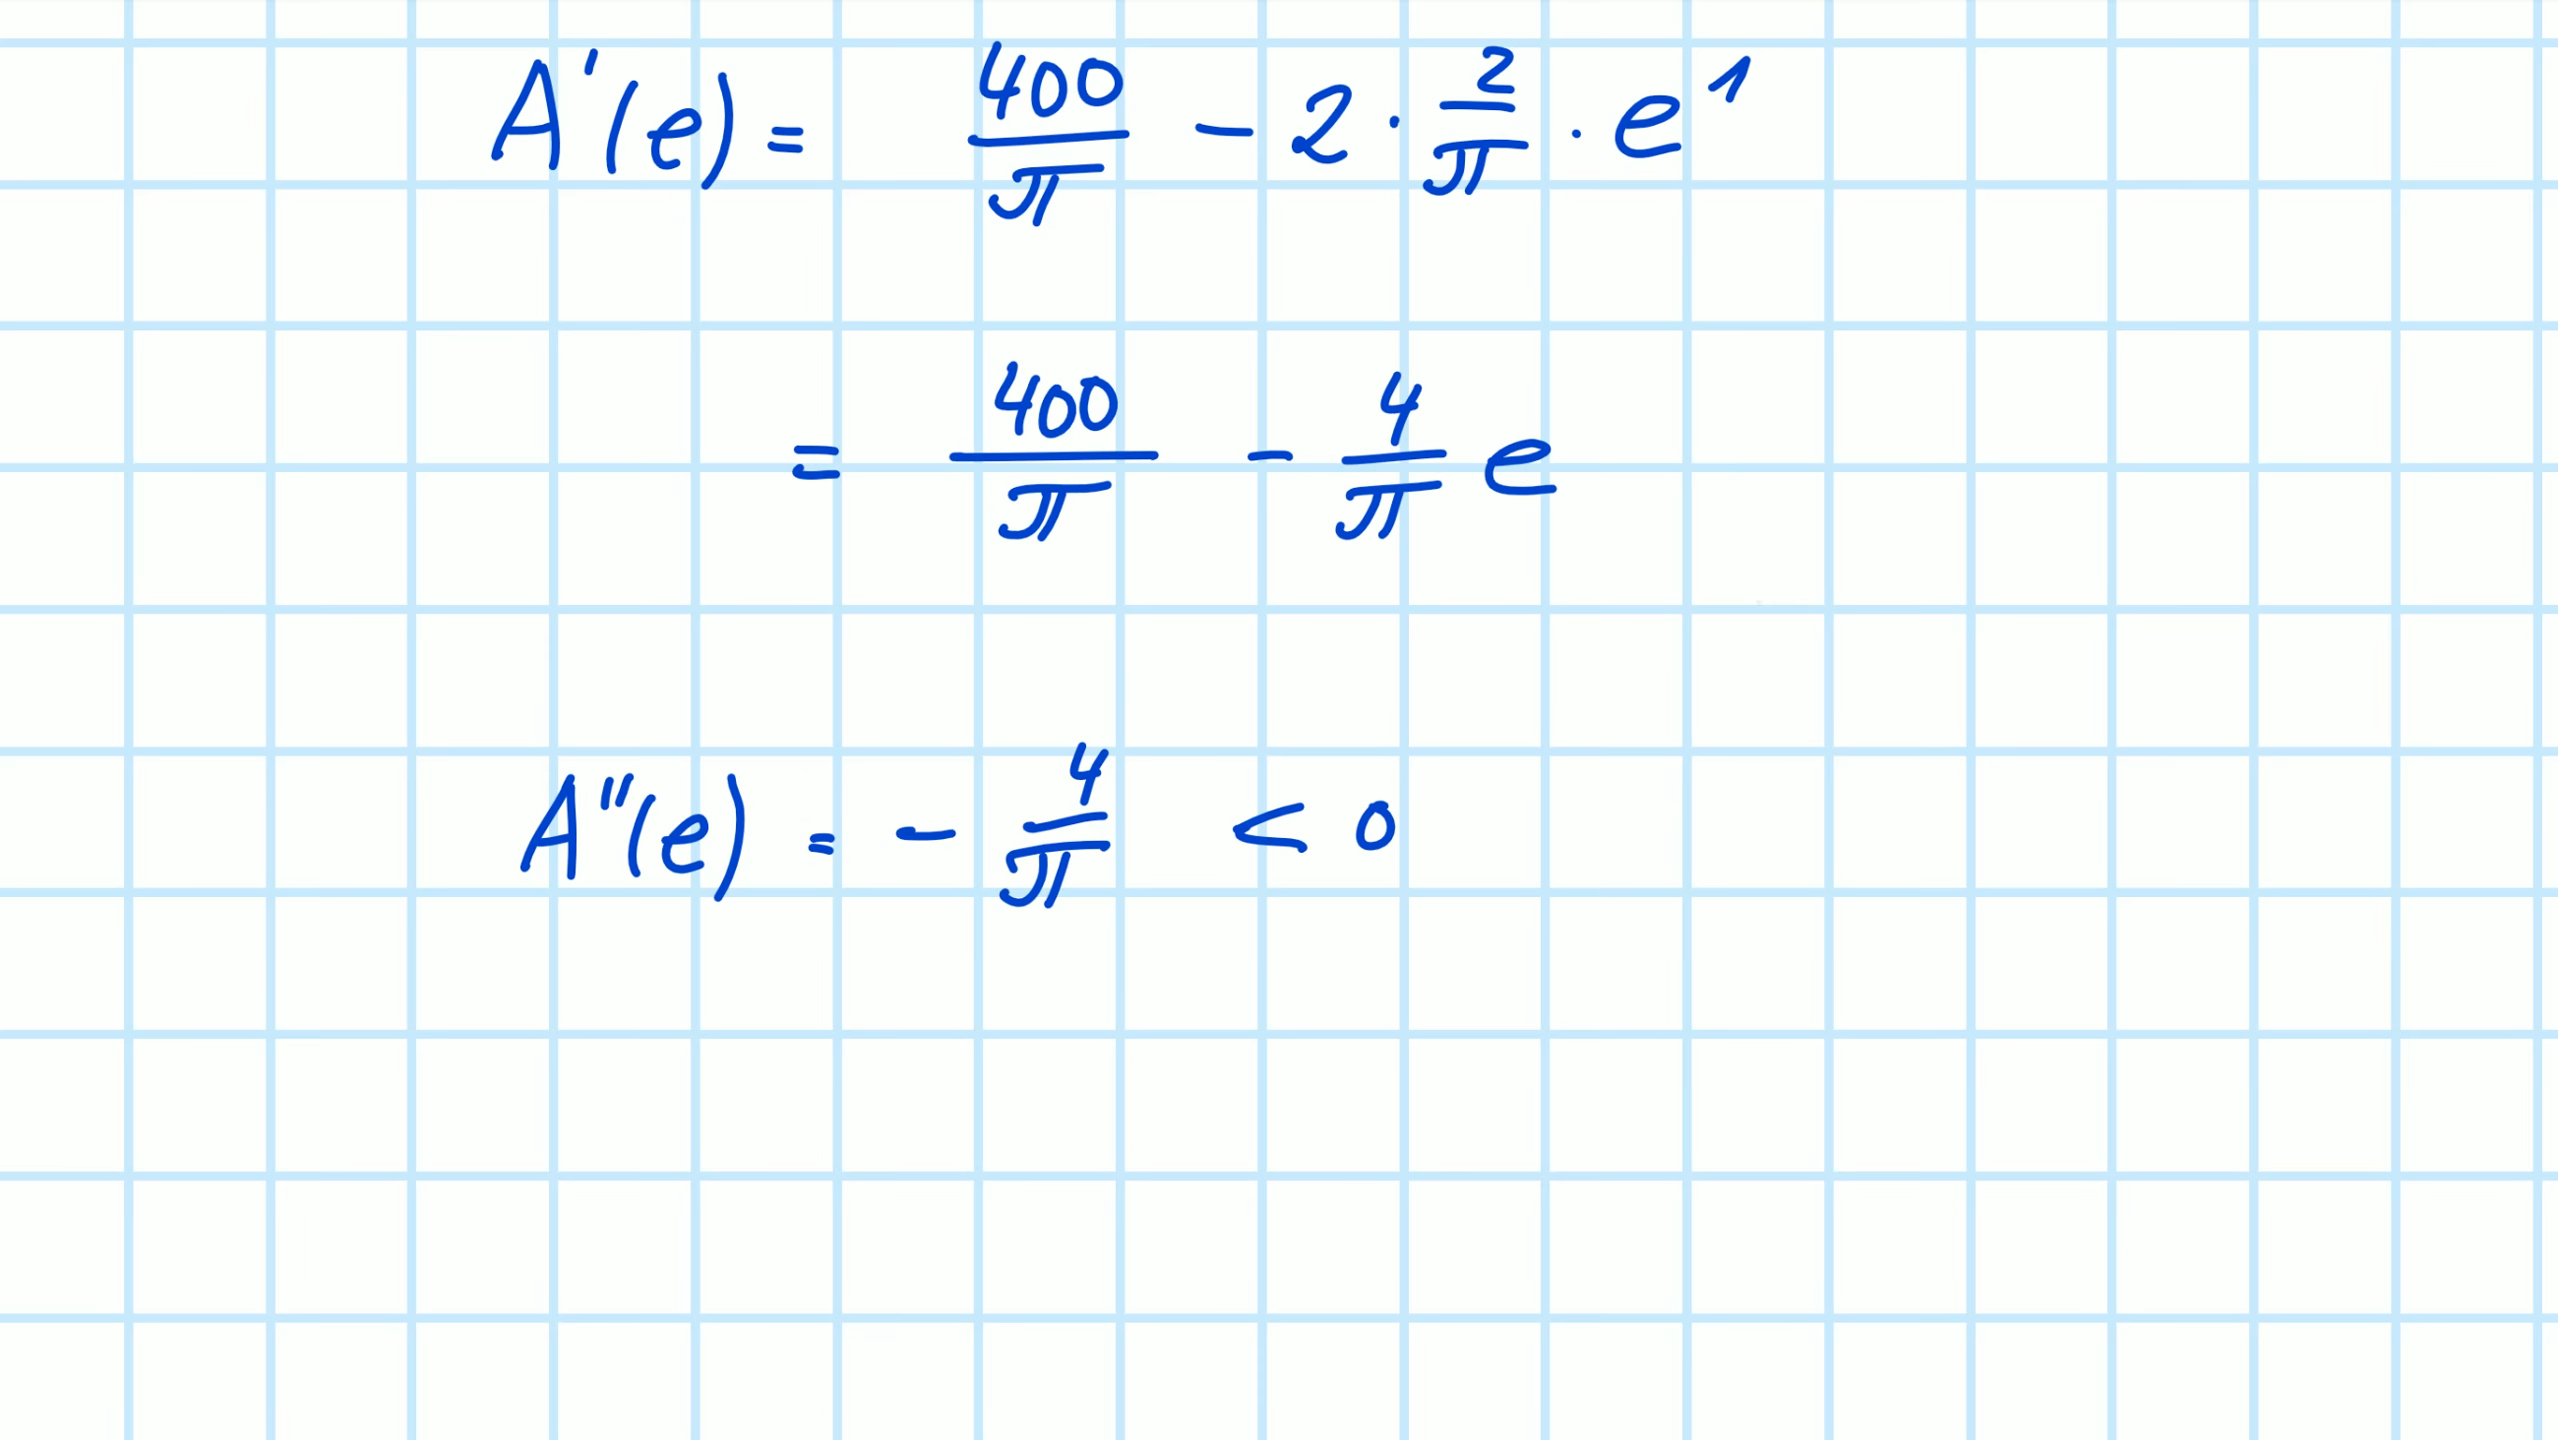 A'(e) = 400/π - 2 · 2/π · e¹
= 400/π - 4/π e
A''(e) = - 4/π < 0